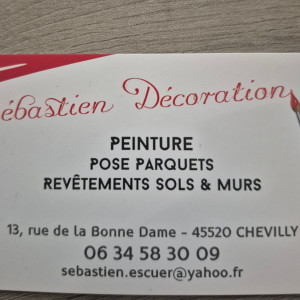 ébastien Décoration
PEINTURE
POSE PARQUETS
REVÊTEMENTS SOLS & MURS
13, rue de la Bonne Dame - 45520 CHEVILLY
06 34 58 30 09
sebastien.escuer@yahoo.fr